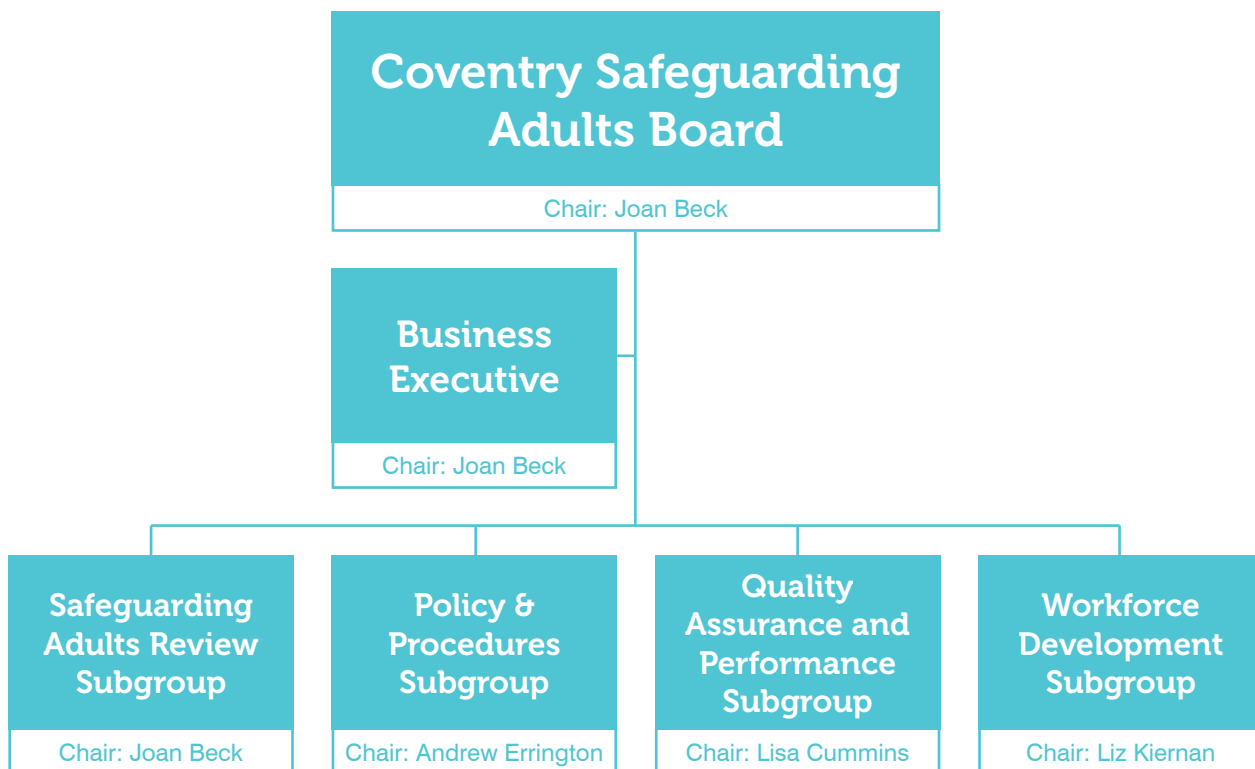 Coventry Safeguarding
Adults Board
Chair: Joan Beck
Business
Executive
Chair: Joan Beck
Safeguarding
Adults Review
Subgroup
Chair: Joan Beck
Policy &
Procedures
Subgroup
Chair: Andrew Errington
Quality
Assurance and
Performance
Subgroup
Chair: Lisa Cummins
Workforce
Development
Subgroup
Chair: Liz Kiernan